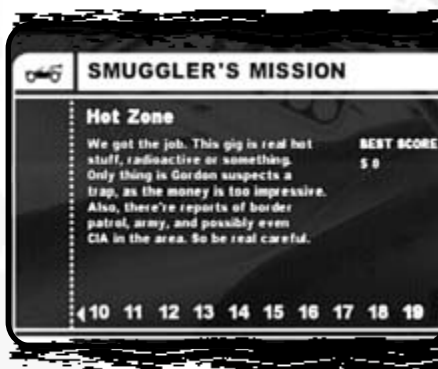 SMUGGLER'S MISSION
Hot Zone
We got the job. This gig is real hot
stuff, radioactive or something.
Only thing is Gordon suspects a
trap, as the money is too impressive.
Also, there're reports of border
patrol, army, and possibly even
CIA in the area. So be real careful.
BEST SCORE
$ 0
10 11 12 13 14 15 16 17 18 19